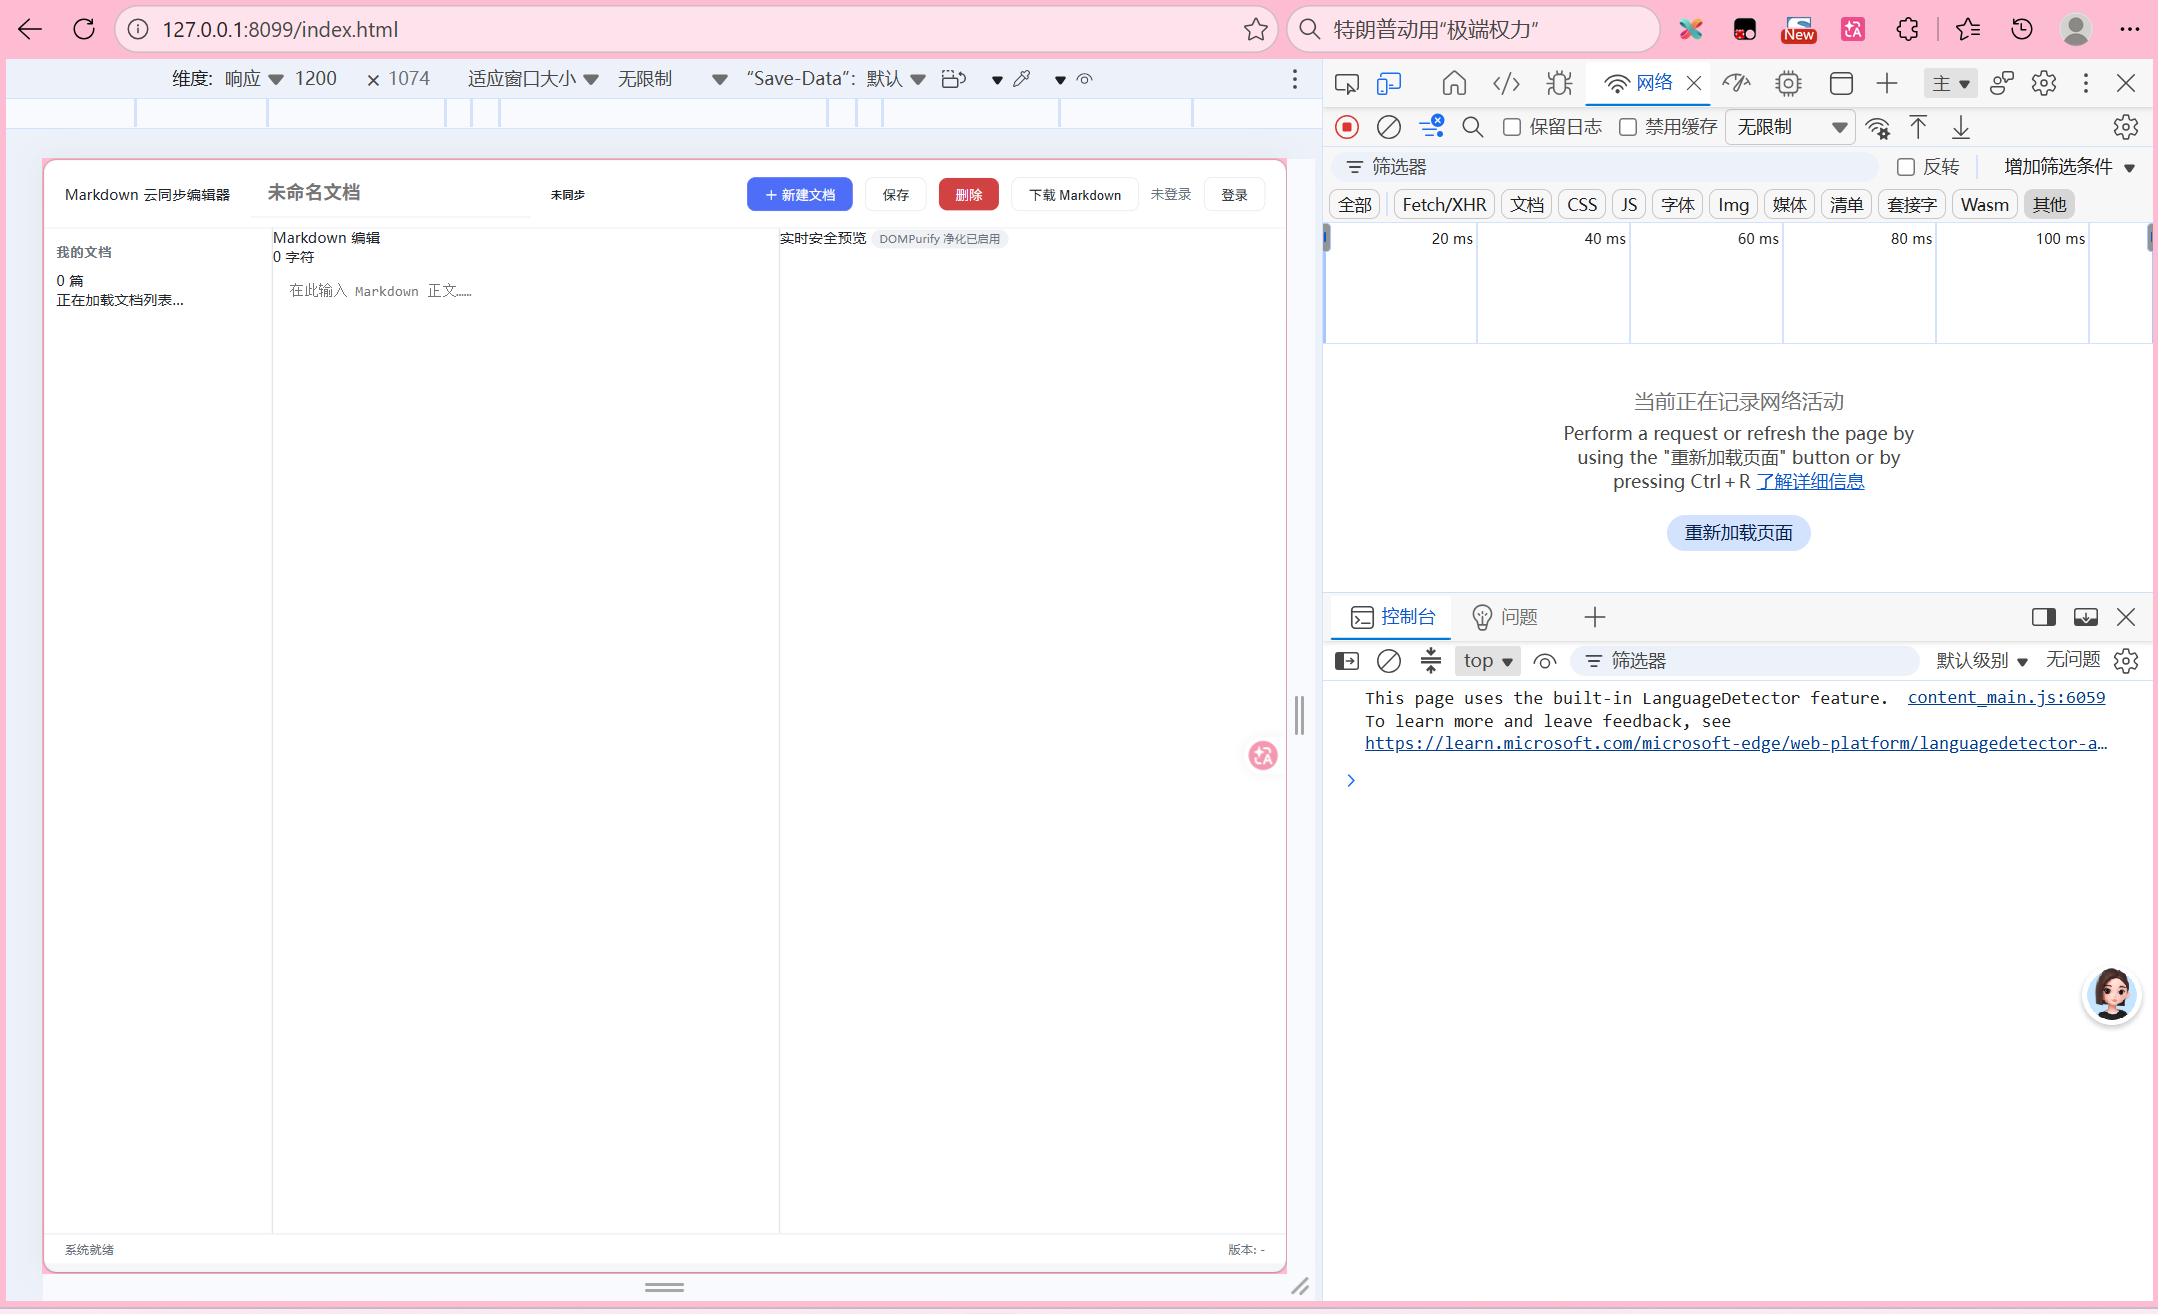 127.0.0.1:8099/index.html
特朗普动用“极端权力”
New
维度: 响应 1200 × 1074 适应窗口大小 无限制 “Save-Data”: 默认
网络 主
保留日志 禁用缓存 无限制
筛选器 反转 增加筛选条件
全部 Fetch/XHR 文档 CSS JS 字体 Img 媒体 清单 套接字 Wasm 其他
20 ms 40 ms 60 ms 80 ms 100 ms
当前正在记录网络活动
Perform a request or refresh the page by
using the "重新加载页面" button or by
pressing Ctrl + R 了解详细信息
重新加载页面
Markdown 云同步编辑器 未命名文档 未同步 + 新建文档 保存 删除 下载 Markdown 未登录 登录
我的文档
0 篇
正在加载文档列表...
Markdown 编辑
0 字符
在此输入 Markdown 正文……
实时安全预览 DOMPurify 净化已启用
系统就绪 版本: -
控制台 问题
top 筛选器 默认级别 无问题
This page uses the built-in LanguageDetector feature. content_main.js:6059
To learn more and leave feedback, see
https://learn.microsoft.com/microsoft-edge/web-platform/languagedetector-a…